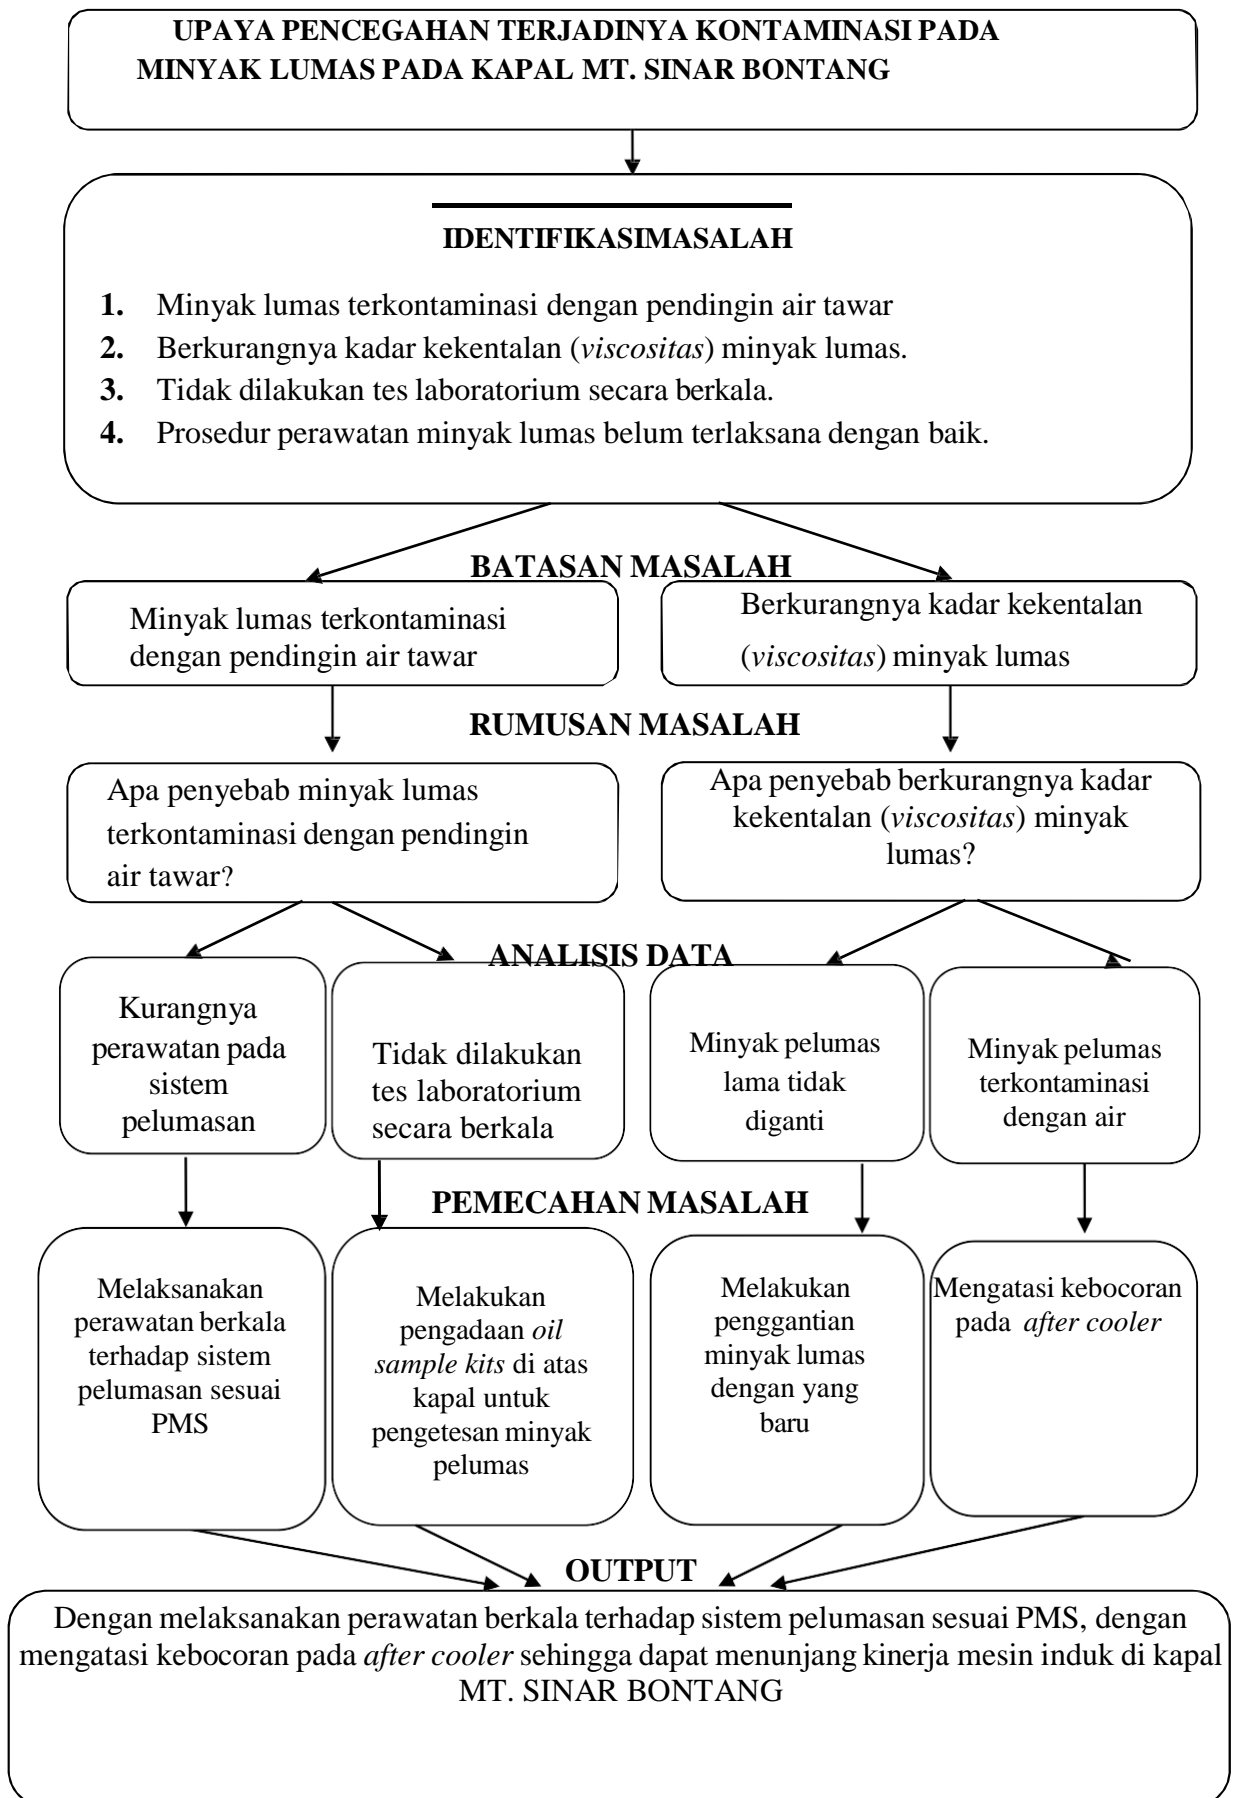 UPAYA PENCEGAHAN TERJADINYA KONTAMINASI PADA
MINYAK LUMAS PADA KAPAL MT. SINAR BONTANG
IDENTIFIKASIMASALAH
1. Minyak lumas terkontaminasi dengan pendingin air tawar
2. Berkurangnya kadar kekentalan (viscositas) minyak lumas.
3. Tidak dilakukan tes laboratorium secara berkala.
4. Prosedur perawatan minyak lumas belum terlaksana dengan baik.
BATASAN MASALAH
Minyak lumas terkontaminasi
dengan pendingin air tawar
Berkurangnya kadar kekentalan
(viscositas) minyak lumas
RUMUSAN MASALAH
Apa penyebab minyak lumas
terkontaminasi dengan pendingin
air tawar?
Apa penyebab berkurangnya kadar
kekentalan (viscositas) minyak
lumas?
ANALISIS DATA
Kurangnya
perawatan pada
sistem
pelumasan
Tidak dilakukan
tes laboratorium
secara berkala
Minyak pelumas
lama tidak
diganti
Minyak pelumas
terkontaminasi
dengan air
PEMECAHAN MASALAH
Melaksanakan
perawatan berkala
terhadap sistem
pelumasan sesuai
PMS
Melakukan
pengadaan oil
sample kits di atas
kapal untuk
pengetesan minyak
pelumas
Melakukan
penggantian
minyak lumas
dengan yang
baru
Mengatasi kebocoran
pada after cooler
OUTPUT
Dengan melaksanakan perawatan berkala terhadap sistem pelumasan sesuai PMS, dengan
mengatasi kebocoran pada after cooler sehingga dapat menunjang kinerja mesin induk di kapal
MT. SINAR BONTANG